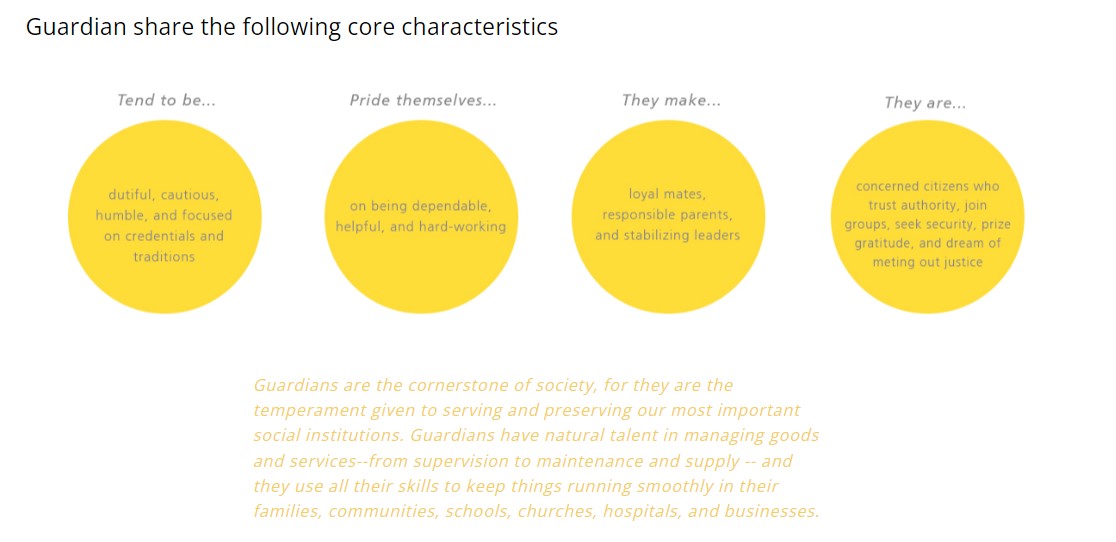 Guardian share the following core characteristics
Tend to be...
dutiful, cautious,
humble, and focused
on credentials and
traditions
Pride themselves...
on being dependable,
helpful, and hard-working
They make...
loyal mates,
responsible parents,
and stabilizing leaders
They are...
concerned citizens who
trust authority, join
groups, seek security, prize
gratitude, and dream of
meting out justice
Guardians are the cornerstone of society, for they are the
temperament given to serving and preserving our most important
social institutions. Guardians have natural talent in managing goods
and services--from supervision to maintenance and supply -- and
they use all their skills to keep things running smoothly in their
families, communities, schools, churches, hospitals, and businesses.